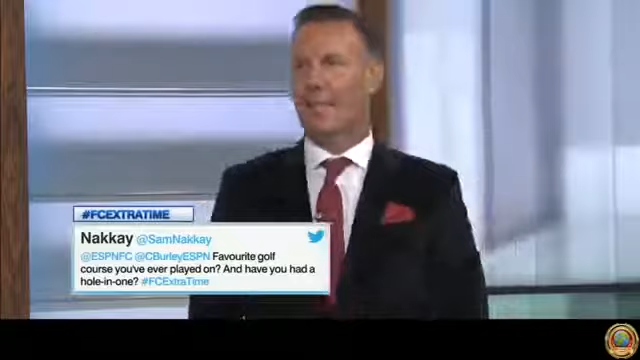 #FCEXTRATIME
Nakkay @SamNakkay
@ESPNFC @CBurleyESPN Favourite golf
course you've ever played on? And have you had a
hole-in-one? #FCExtraTime